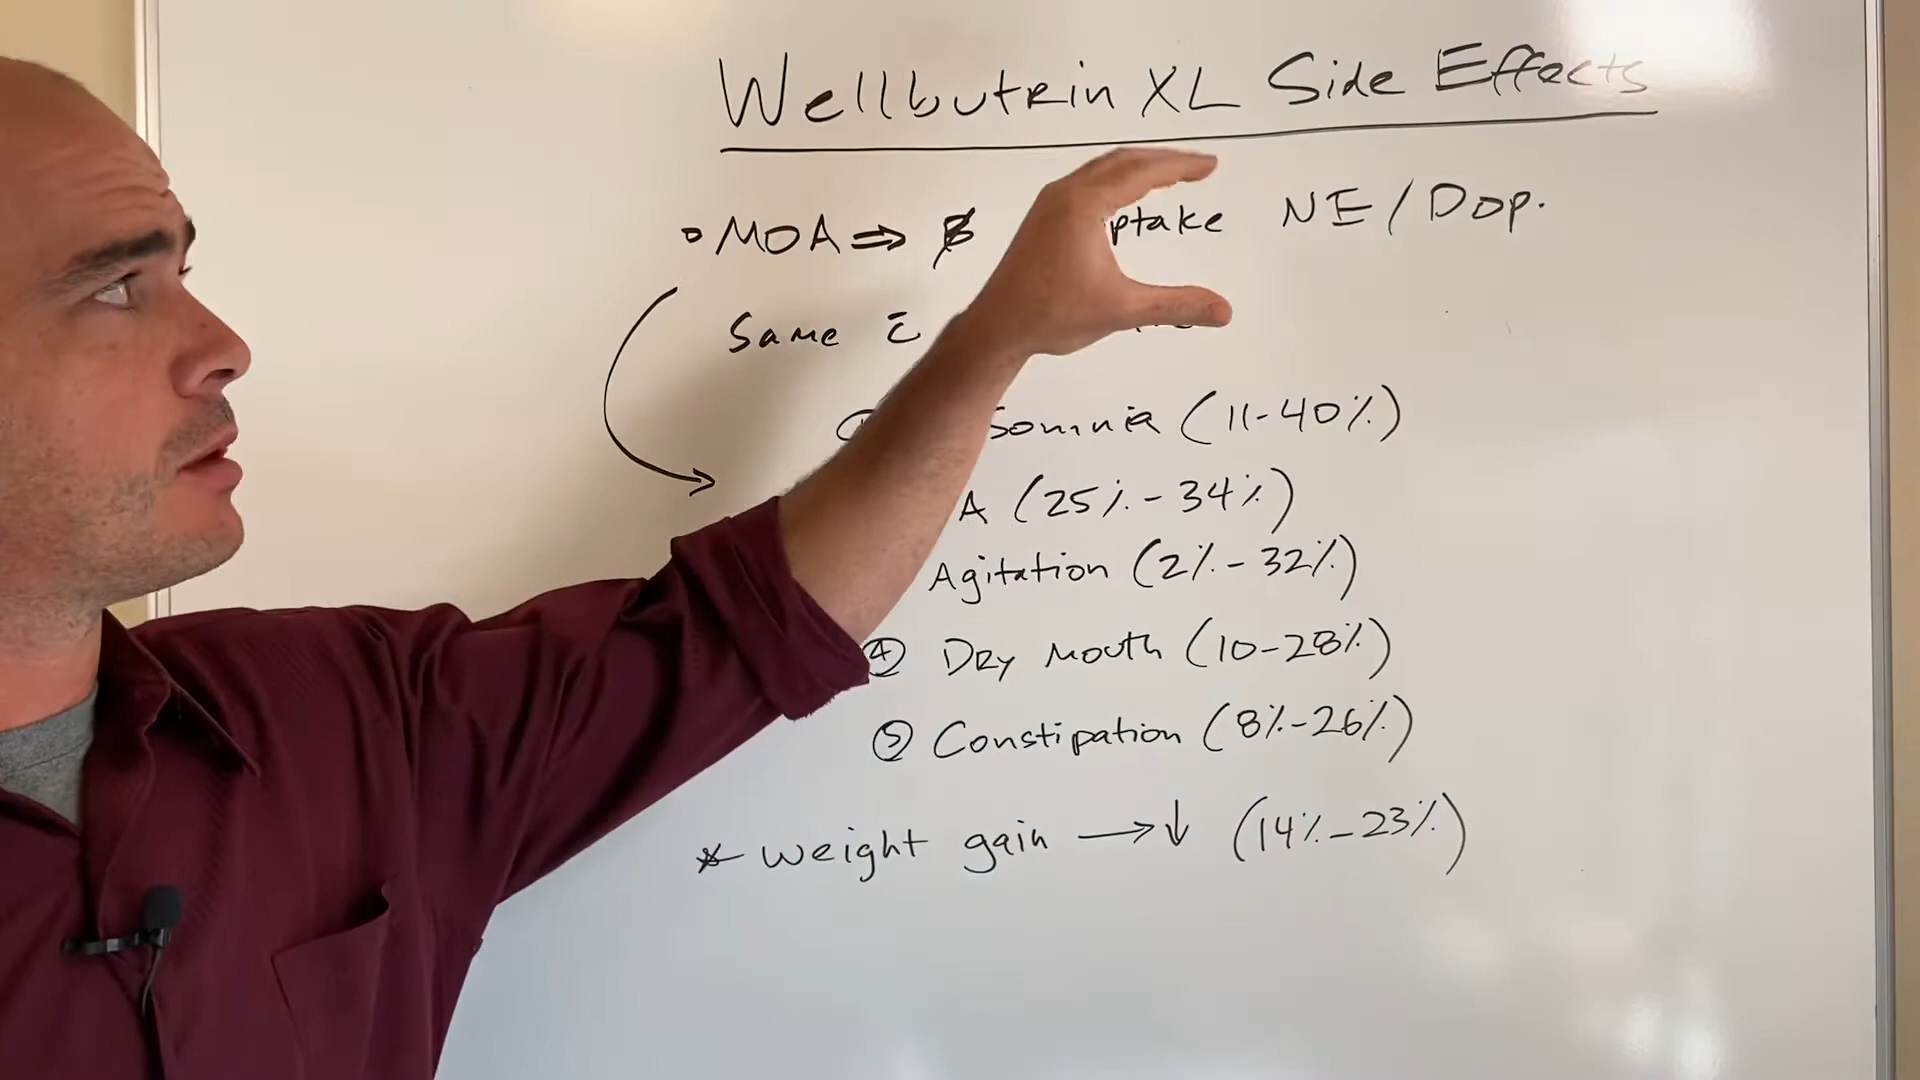 Wellbutrin XL Side Effects
MOA ⇒ ptake NE/Dop.
Same c̄
Somnia (11-40%)
A (25%-34%)
Agitation (2%-32%)
④ Dry Mouth (10-28%)
⑤ Constipation (8%-26%)
* Weight gain → ↓ (14%-23%)